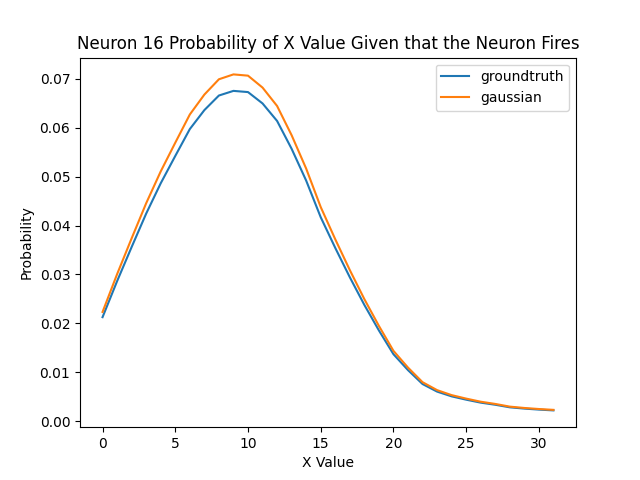 Neuron 16 Probability of X Value Given that the Neuron Fires
groundtruth
gaussian
Probability
0.07
0.06
0.05
0.04
0.03
0.02
0.01
0.00
0 5 10 15 20 25 30
X Value